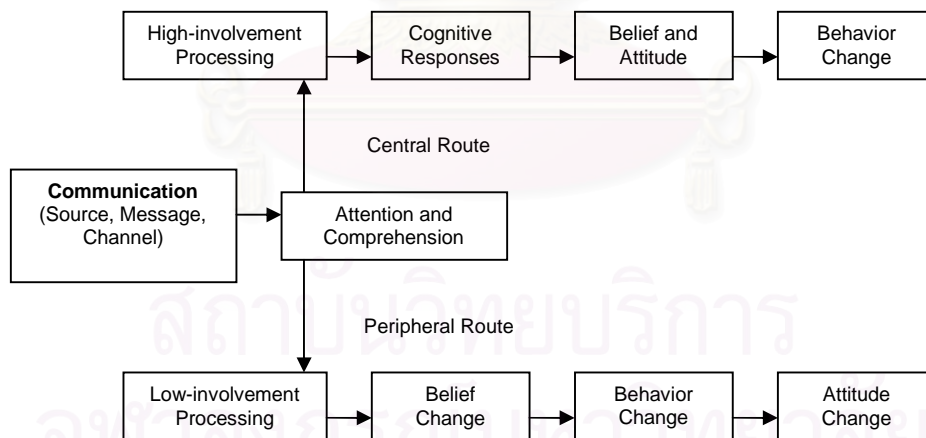 High-involvement
Processing
Cognitive
Responses
Belief and
Attitude
Behavior
Change
Central Route
Communication
(Source, Message,
Channel)
Attention and
Comprehension
สถาบันวิทยบริการ
Peripheral Route
Low-involvement
Processing
Belief
Change
Behavior
Change
Attitude
Change